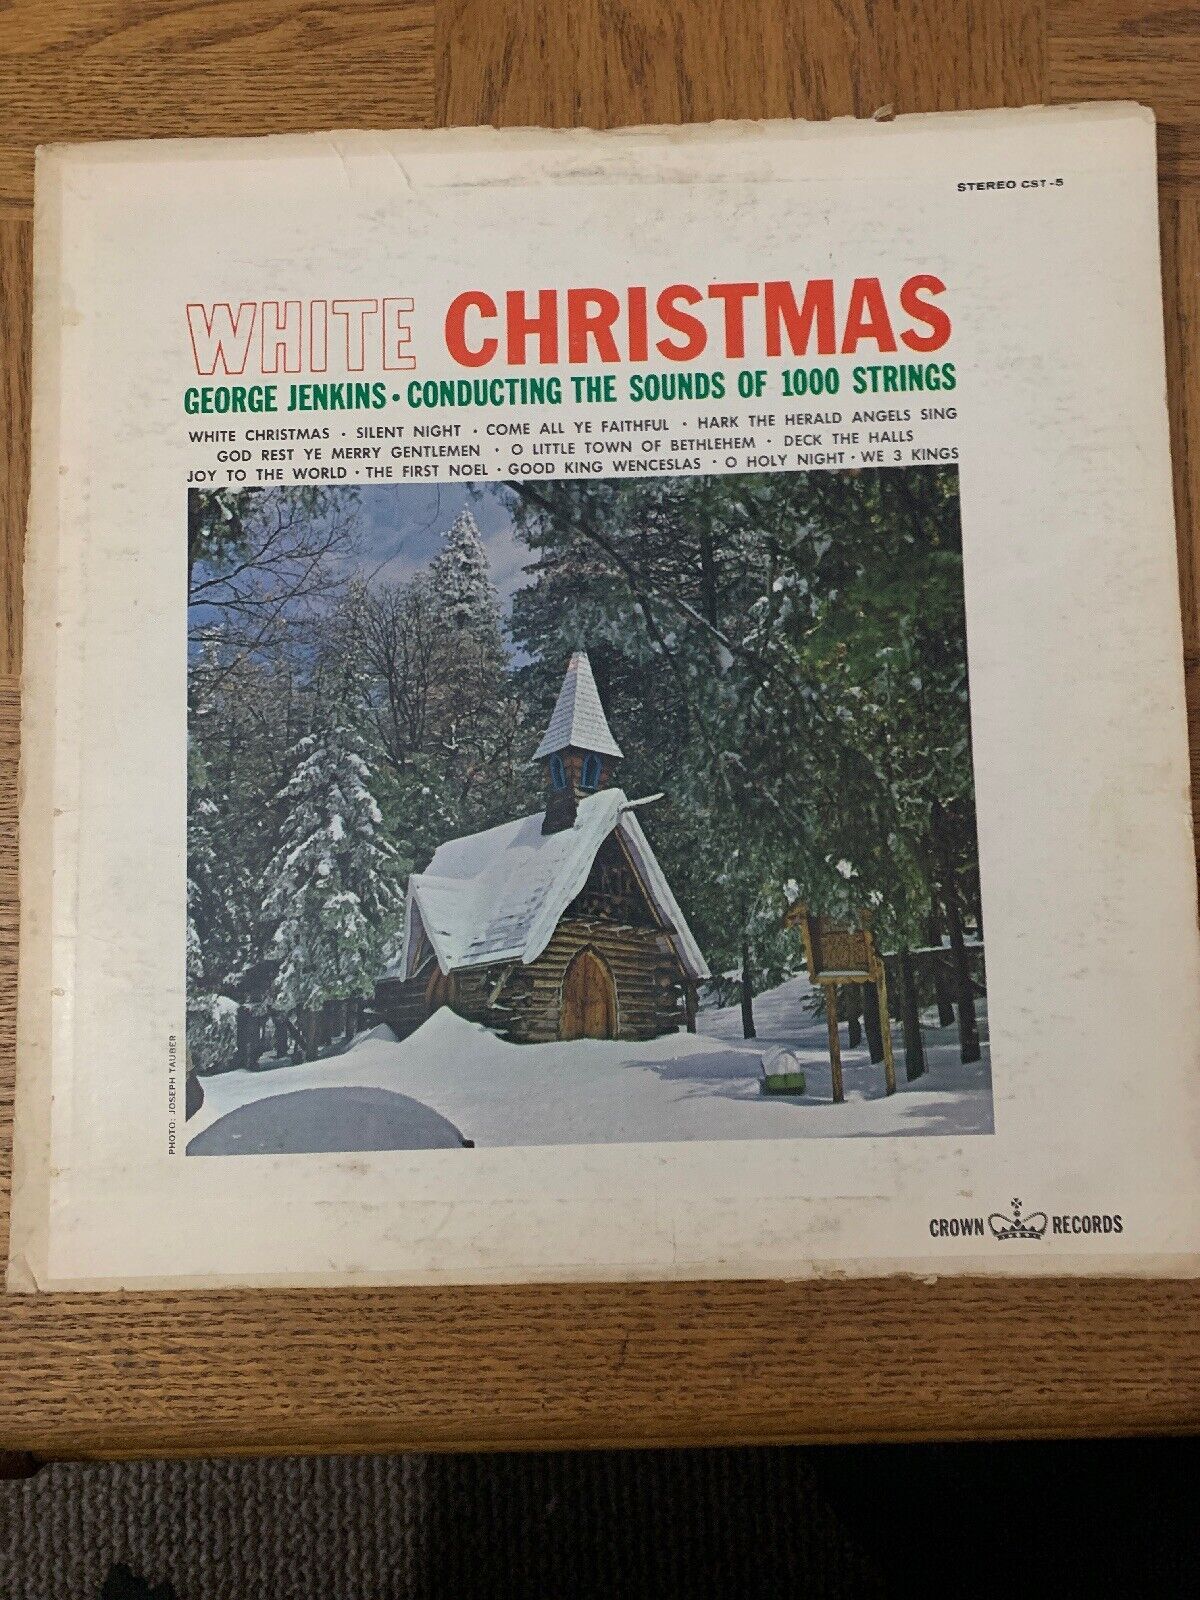 STEREO CST-5
WHITE CHRISTMAS
GEORGE JENKINS • CONDUCTING THE SOUNDS OF 1000 STRINGS
WHITE CHRISTMAS • SILENT NIGHT • COME ALL YE FAITHFUL • HARK THE HERALD ANGELS SING
GOD REST YE MERRY GENTLEMEN • O LITTLE TOWN OF BETHLEHEM • DECK THE HALLS
JOY TO THE WORLD • THE FIRST NOEL • GOOD KING WENCESLAS • O HOLY NIGHT • WE 3 KINGS
PHOTO: JOSEPH TAUBER
CROWN RECORDS